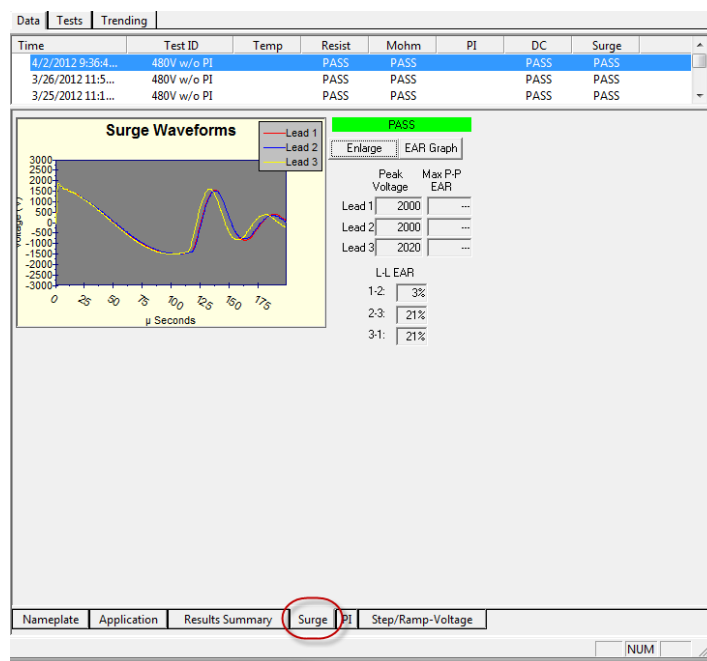 Data Tests Trending
Time Test ID Temp Resist Mohm PI DC Surge
4/2/2012 9:36:4... 480V w/o PI PASS PASS PASS PASS
3/26/2012 11:5... 480V w/o PI PASS PASS PASS PASS
3/25/2012 11:1... 480V w/o PI PASS PASS PASS PASS
Surge Waveforms
Lead 1
Lead 2
Lead 3
3000
2500
2000
1500
1000
500
0
-500
-1000
-1500
-2000
-2500
-3000
Voltage (V)
0 25 50 75 100 125 150 175
µ Seconds
PASS
Enlarge EAR Graph
Peak Voltage Max P-P EAR
Lead 1 2000 ---
Lead 2 2000 ---
Lead 3 2020 ---
L-L EAR
1-2: 3%
2-3: 21%
3-1: 21%
Nameplate Application Results Summary Surge PI Step/Ramp-Voltage
NUM